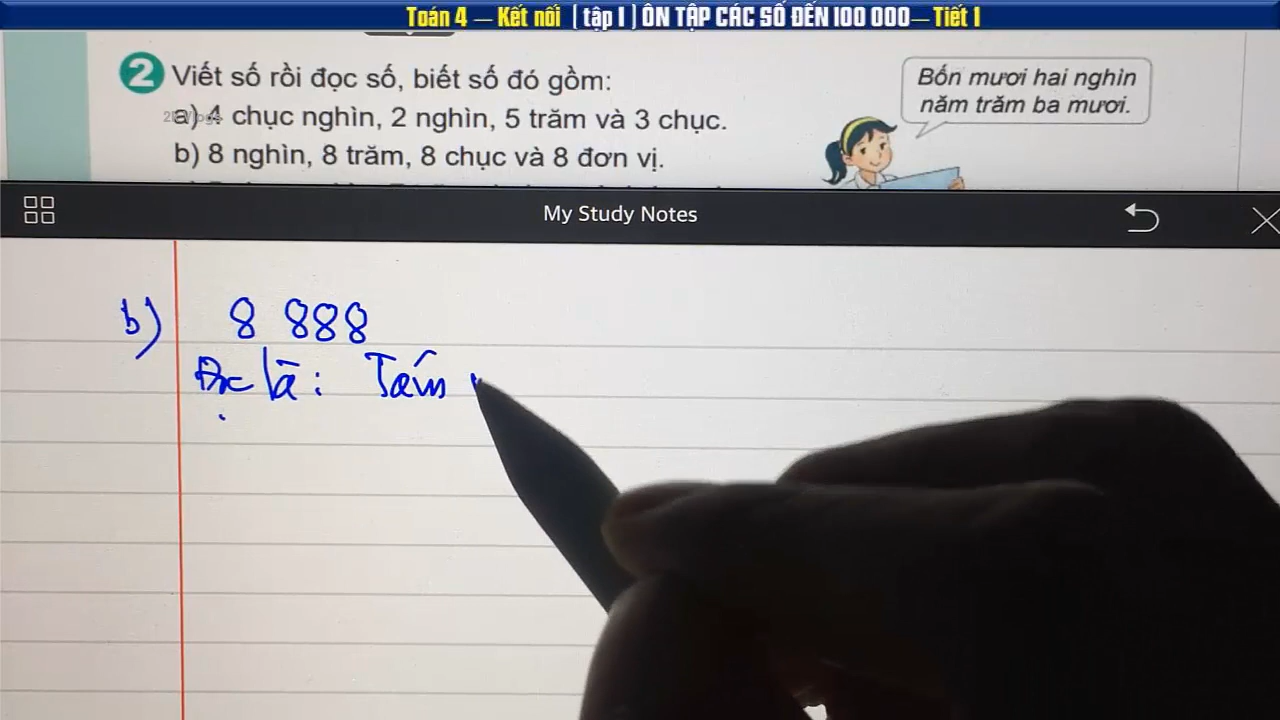 Toán 4 – Kết nối ( tập 1 ) ÔN TẬP CÁC SỐ ĐẾN 100 000 – Tiết 1
2 Viết số rồi đọc số, biết số đó gồm:
a) 4 chục nghìn, 2 nghìn, 5 trăm và 3 chục.
b) 8 nghìn, 8 trăm, 8 chục và 8 đơn vị.
Bốn mươi hai nghìn
năm trăm ba mươi.
My Study Notes
b) 8 888
Đọc là : Tám